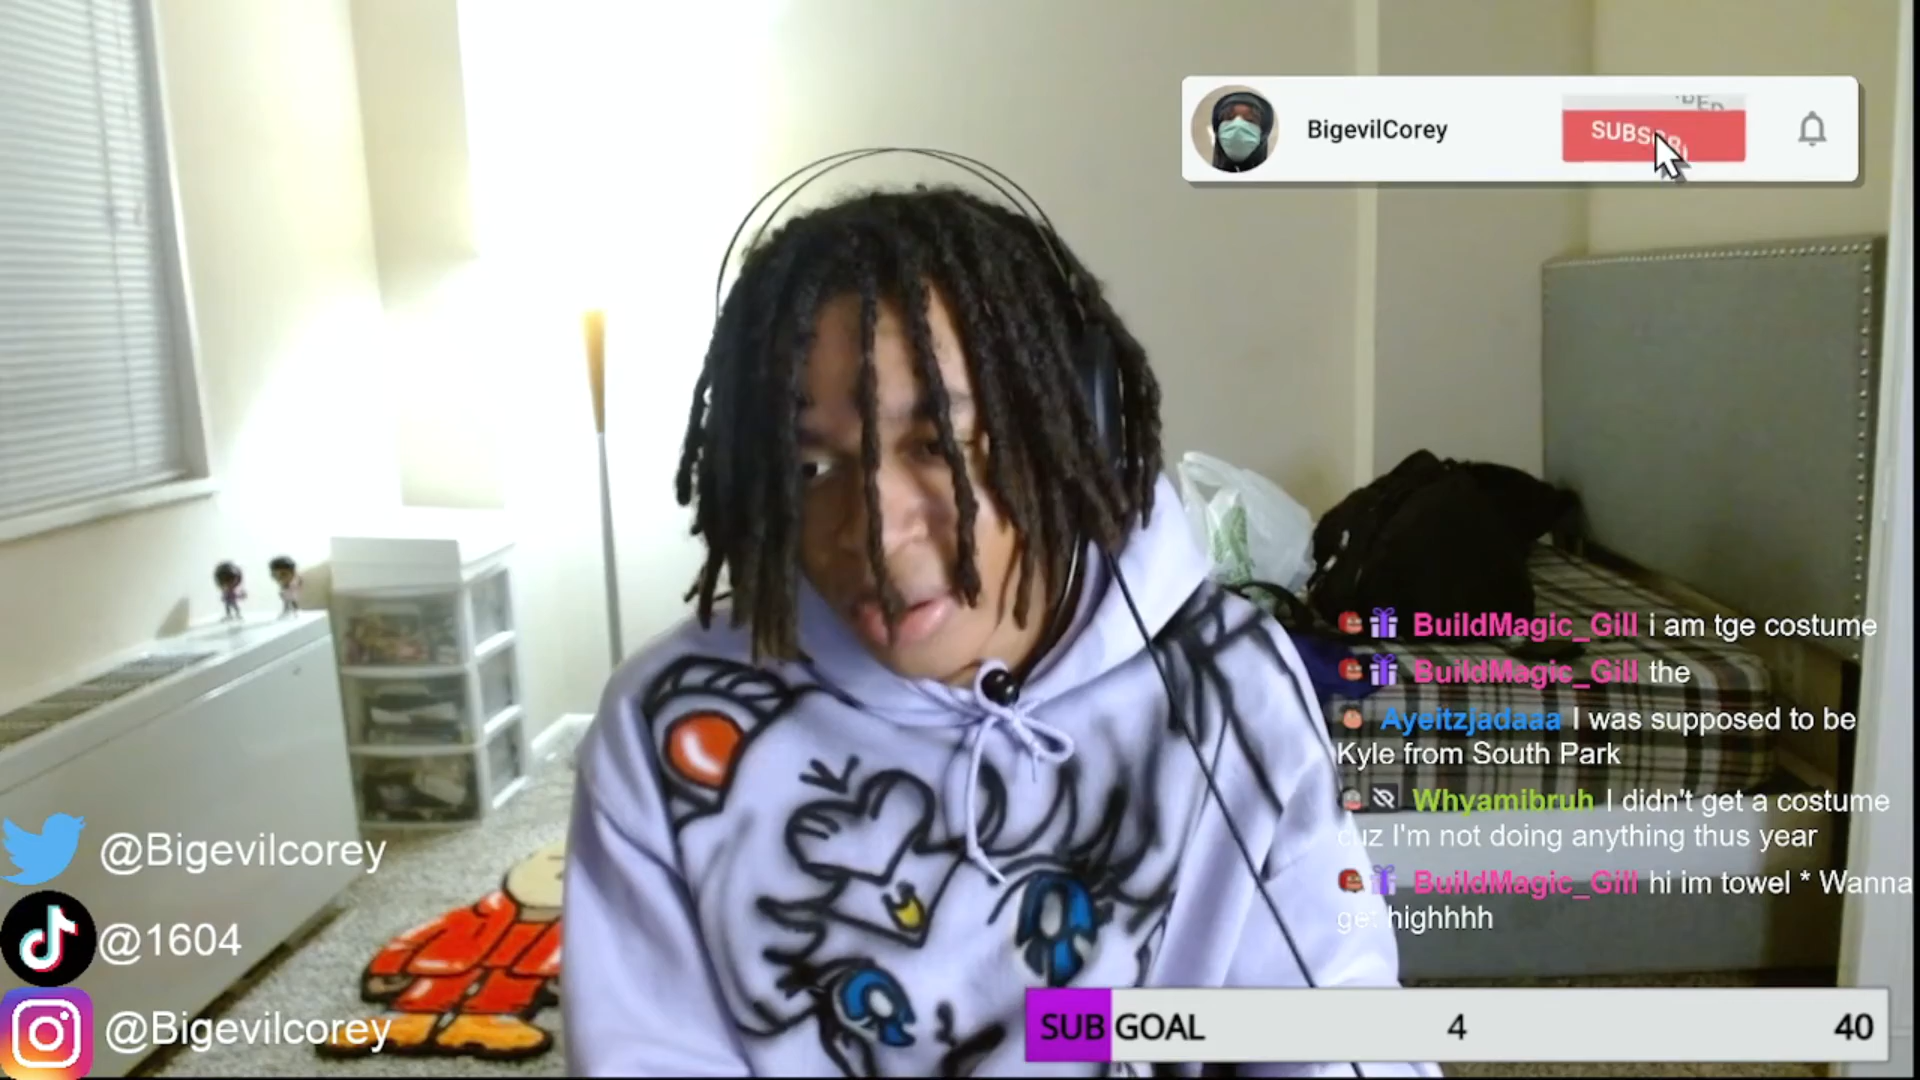 BigevilCorey
SUBSCRI
BuildMagic_Gill i am tge costume
BuildMagic_Gill the
Ayeitzjadaaa I was supposed to be
Kyle from South Park
Whyamibruh I didn't get a costume
cuz I'm not doing anything thus year
BuildMagic_Gill hi im towel * Wanna
get highhhh
@Bigevilcorey
@1604
@Bigevilcorey
SUB GOAL 4 40